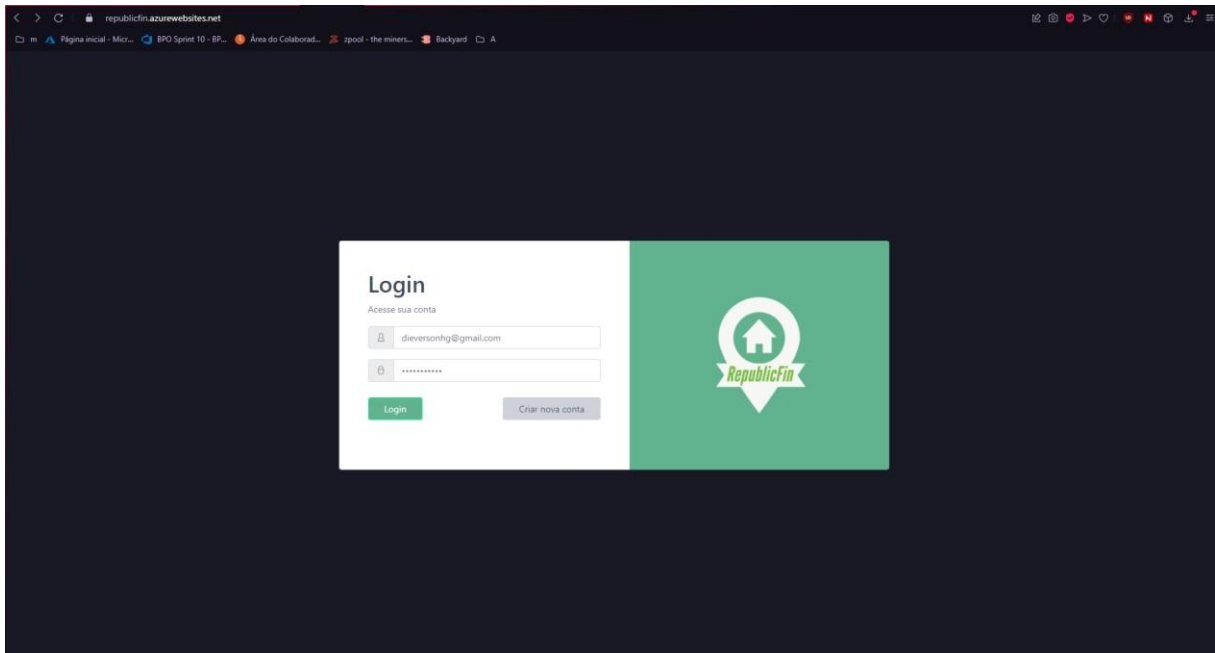 republicfin.azurewebsites.net
m Página inicial - Micr... BPO Sprint 10 - BP... Área do Colaborad... zpool - the miners... Backyard A
Login
Acesse sua conta
dieversonhg@gmail.com
Login Criar nova conta
RepublicFin